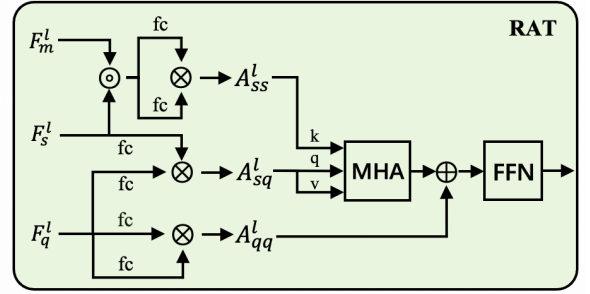 RAT
fc
F_m^l
A_ss^l
fc
k
F_s^l
fc
q
MHA
FFN
A_sq^l
fc
v
fc
F_q^l
A_qq^l
fc